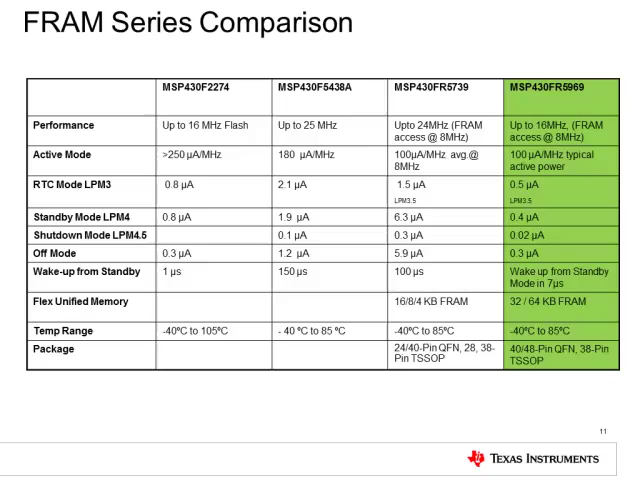 FRAM Series Comparison
MSP430F2274 MSP430F5438A MSP430FR5739 MSP430FR5969
Performance Up to 16 MHz Flash Up to 25 MHz Upto 24MHz (FRAM access @ 8MHz) Up to 16MHz, (FRAM access @ 8MHz)
Active Mode >250 µA/MHz 180 µA/MHz 100µA/MHz avg @ 8MHz 100 µA/MHz typical active power
RTC Mode LPM3 0.8 µA 2.1 µA 1.5 µA LPM3.5 0.5 µA LPM3.5
Standby Mode LPM4 0.8 µA 1.9 µA 6.3 µA 0.4 µA
Shutdown Mode LPM4.5 0.1 µA 0.3 µA 0.02 µA
Off Mode 0.3 µA 1.2 µA 5.9 µA 0.3 µA
Wake-up from Standby 1 µs 150 µs 100 µs Wake up from Standby Mode in 7µs
Flex Unified Memory 16/8/4 KB FRAM 32 / 64 KB FRAM
Temp Range -40ºC to 105ºC - 40 ºC to 85 ºC -40ºC to 85ºC -40ºC to 85ºC
Package 24/40-Pin QFN, 28, 38-Pin TSSOP 40/48-Pin QFN, 38-Pin TSSOP
11
TEXAS INSTRUMENTS